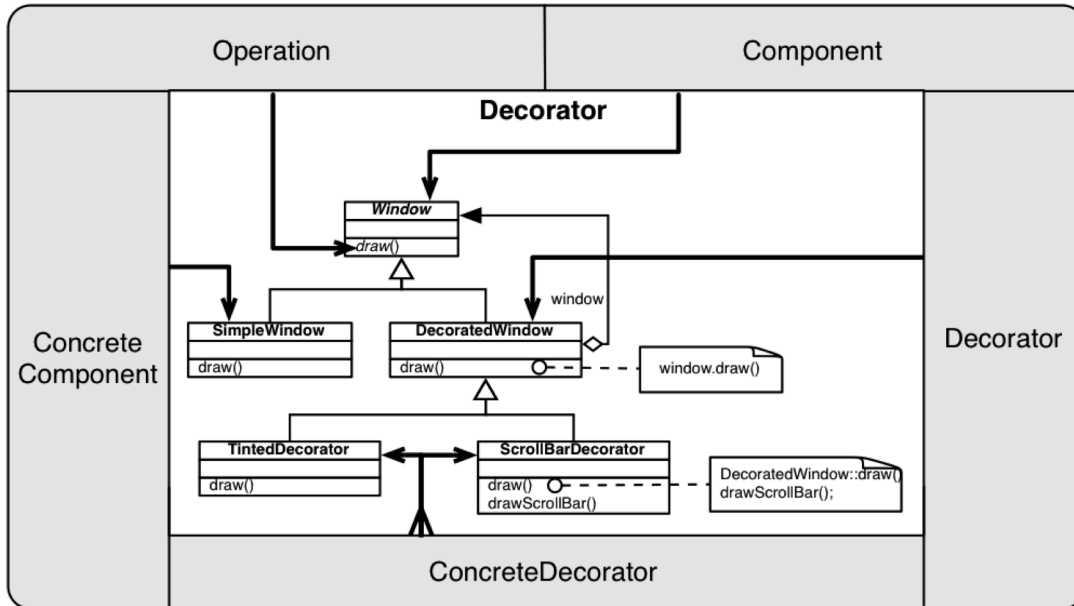 Operation
Component
Decorator
Window
draw()
window
SimpleWindow
draw()
DecoratedWindow
draw()
window.draw()
Concrete
Component
Decorator
TintedDecorator
draw()
ScrollBarDecorator
draw()
drawScrollBar()
DecoratedWindow::draw()
drawScrollBar();
ConcreteDecorator